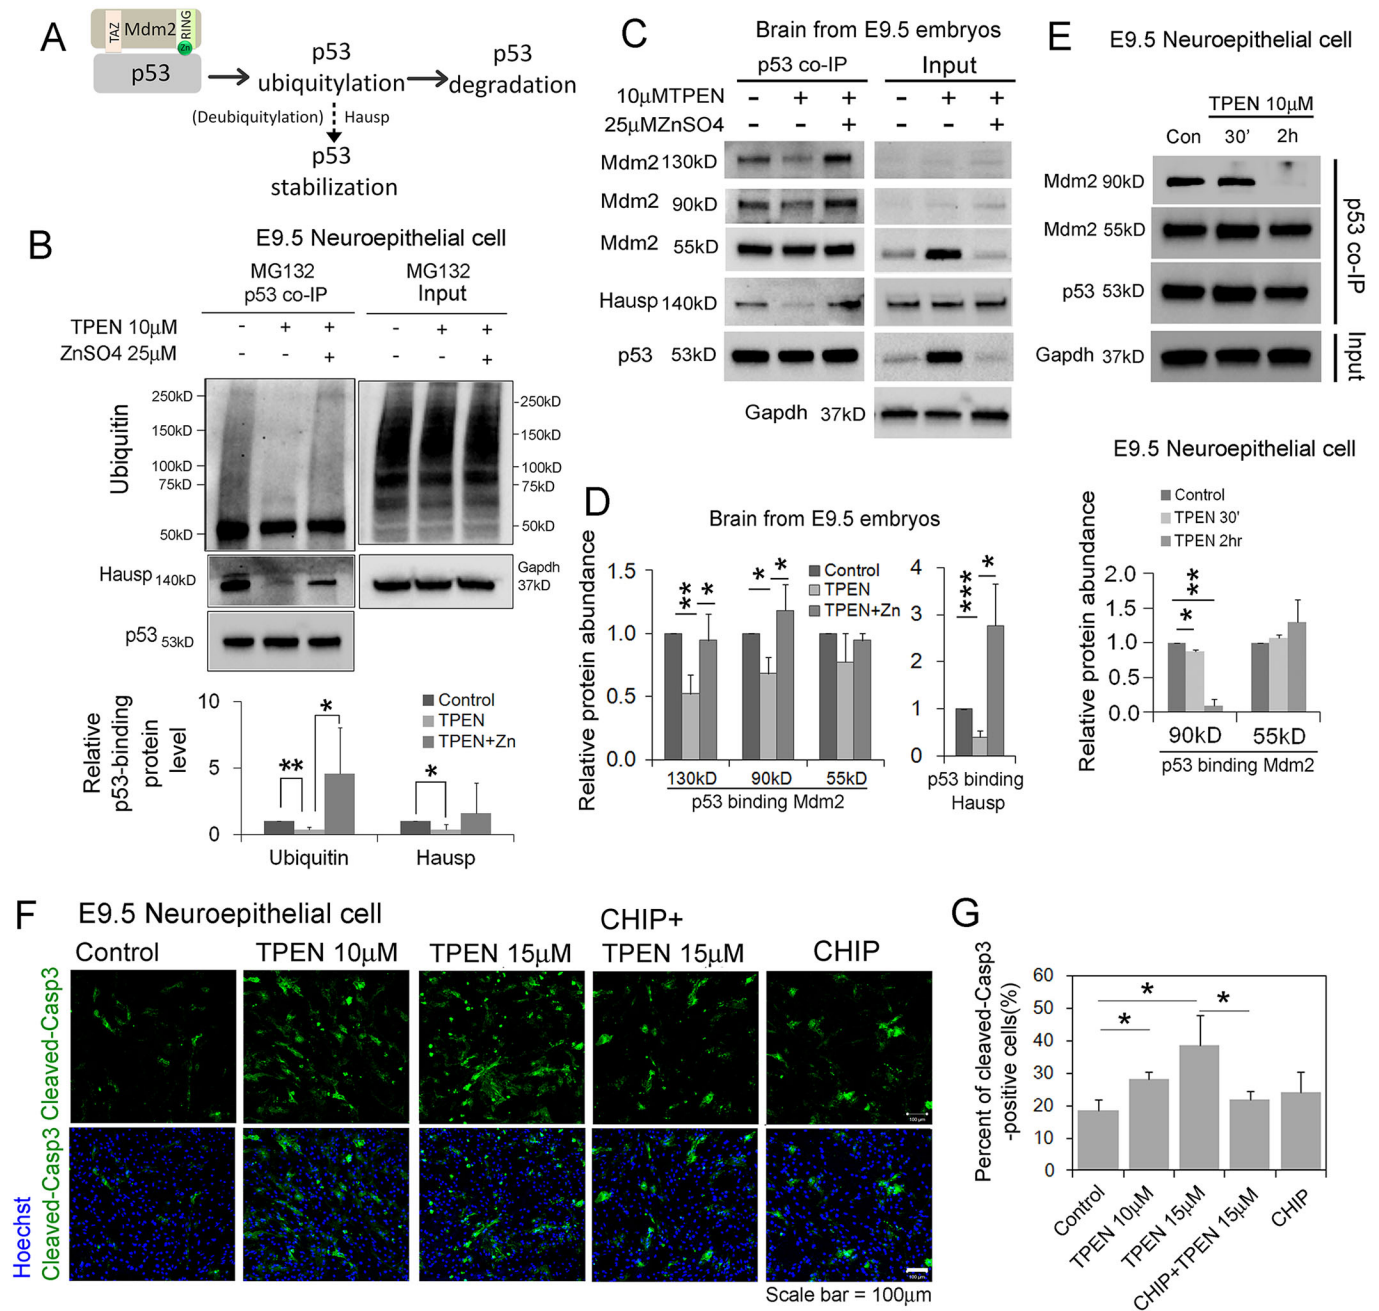 A
TAZ
Mdm2
RING
Zn
p53
p53
ubiquitylation
p53
degradation
(Deubiquitylation)
Hausp
p53
stabilization
B
E9.5 Neuroepithelial cell
MG132
p53 co-IP
MG132
Input
TPEN 10μM - + + - + +
ZnSO4 25μM - - + - - +
Ubiquitin
250kD
150kD
100kD
75kD
50kD
250kD
150kD
100kD
75kD
50kD
Hausp 140kD
Gapdh
37kD
p53 53kD
Relative
p53-binding
protein
level
10
5
0
Control
TPEN
TPEN+Zn
** * *
Ubiquitin Hausp
C
Brain from E9.5 embryos
p53 co-IP Input
10μMTPEN - + + - + +
25μMZnSO4 - - + - - +
Mdm2 130kD
Mdm2 90kD
Mdm2 55kD
Hausp 140kD
p53 53kD
Gapdh 37kD
D
Brain from E9.5 embryos
Relative protein abundance
1.5
1.0
0.5
0.0
** * * *
Control
TPEN
TPEN+Zn
130kD 90kD 55kD
p53 binding Mdm2
4
3
2
1
0
*** *
p53 binding
Hausp
E
E9.5 Neuroepithelial cell
TPEN 10μM
Con 30' 2h
Mdm2 90kD
Mdm2 55kD
p53 53kD
Gapdh 37kD
p53 co-IP
Input
E9.5 Neuroepithelial cell
Control
TPEN 30'
TPEN 2hr
Relative protein abundance
2.0
1.5
1.0
0.5
0.0
**
*
90kD 55kD
p53 binding Mdm2
F
E9.5 Neuroepithelial cell
Control
TPEN 10μM
TPEN 15μM
CHIP+
TPEN 15μM
CHIP
Cleaved-Casp3
Hoechst
Cleaved-Casp3
100 μm
100 μm
Scale bar = 100μm
G
Percent of cleaved-Casp3
-positive cells(%)
60
50
40
30
20
10
0
* * *
Control
TPEN 10μM
TPEN 15μM
CHIP+TPEN 15μM
CHIP